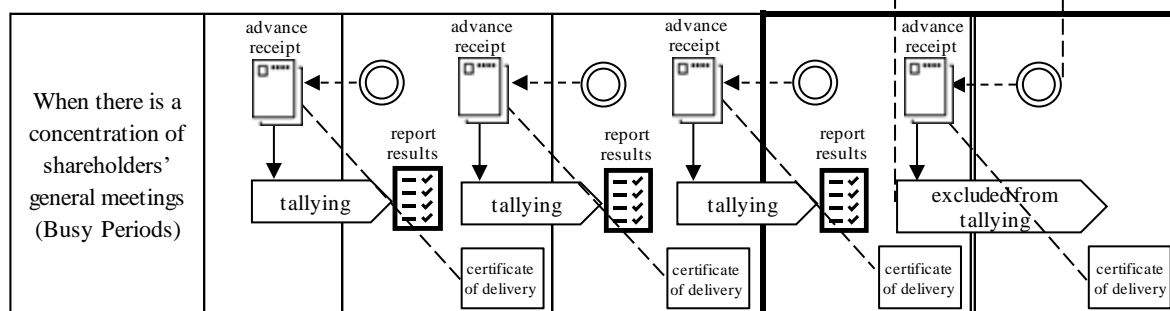 When there is a
concentration of
shareholders’
general meetings
(Busy Periods)
advance
receipt
tallying
report
results
certificate
of delivery
advance
receipt
tallying
report
results
certificate
of delivery
advance
receipt
tallying
report
results
certificate
of delivery
advance
receipt
excluded from
tallying
certificate
of delivery